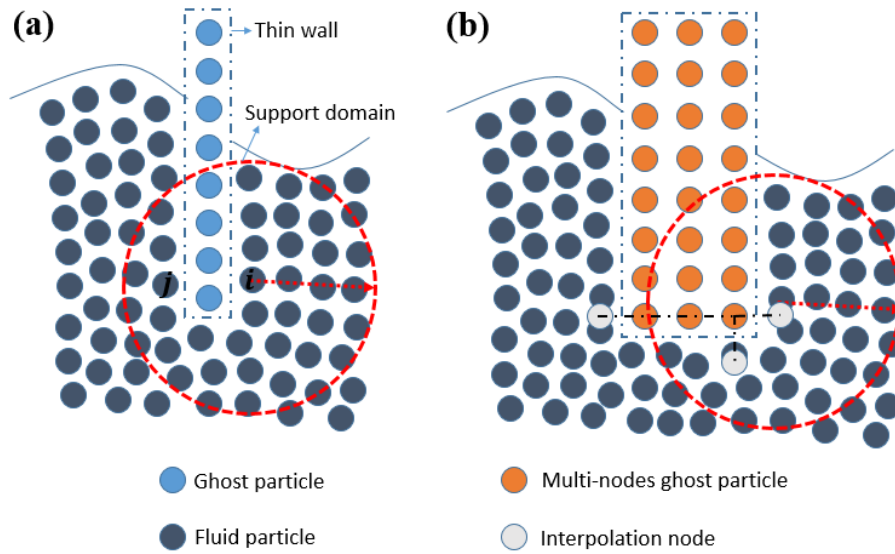 (a)
Thin wall
Support domain
j
i
(b)
Ghost particle
Multi-nodes ghost particle
Fluid particle
Interpolation node